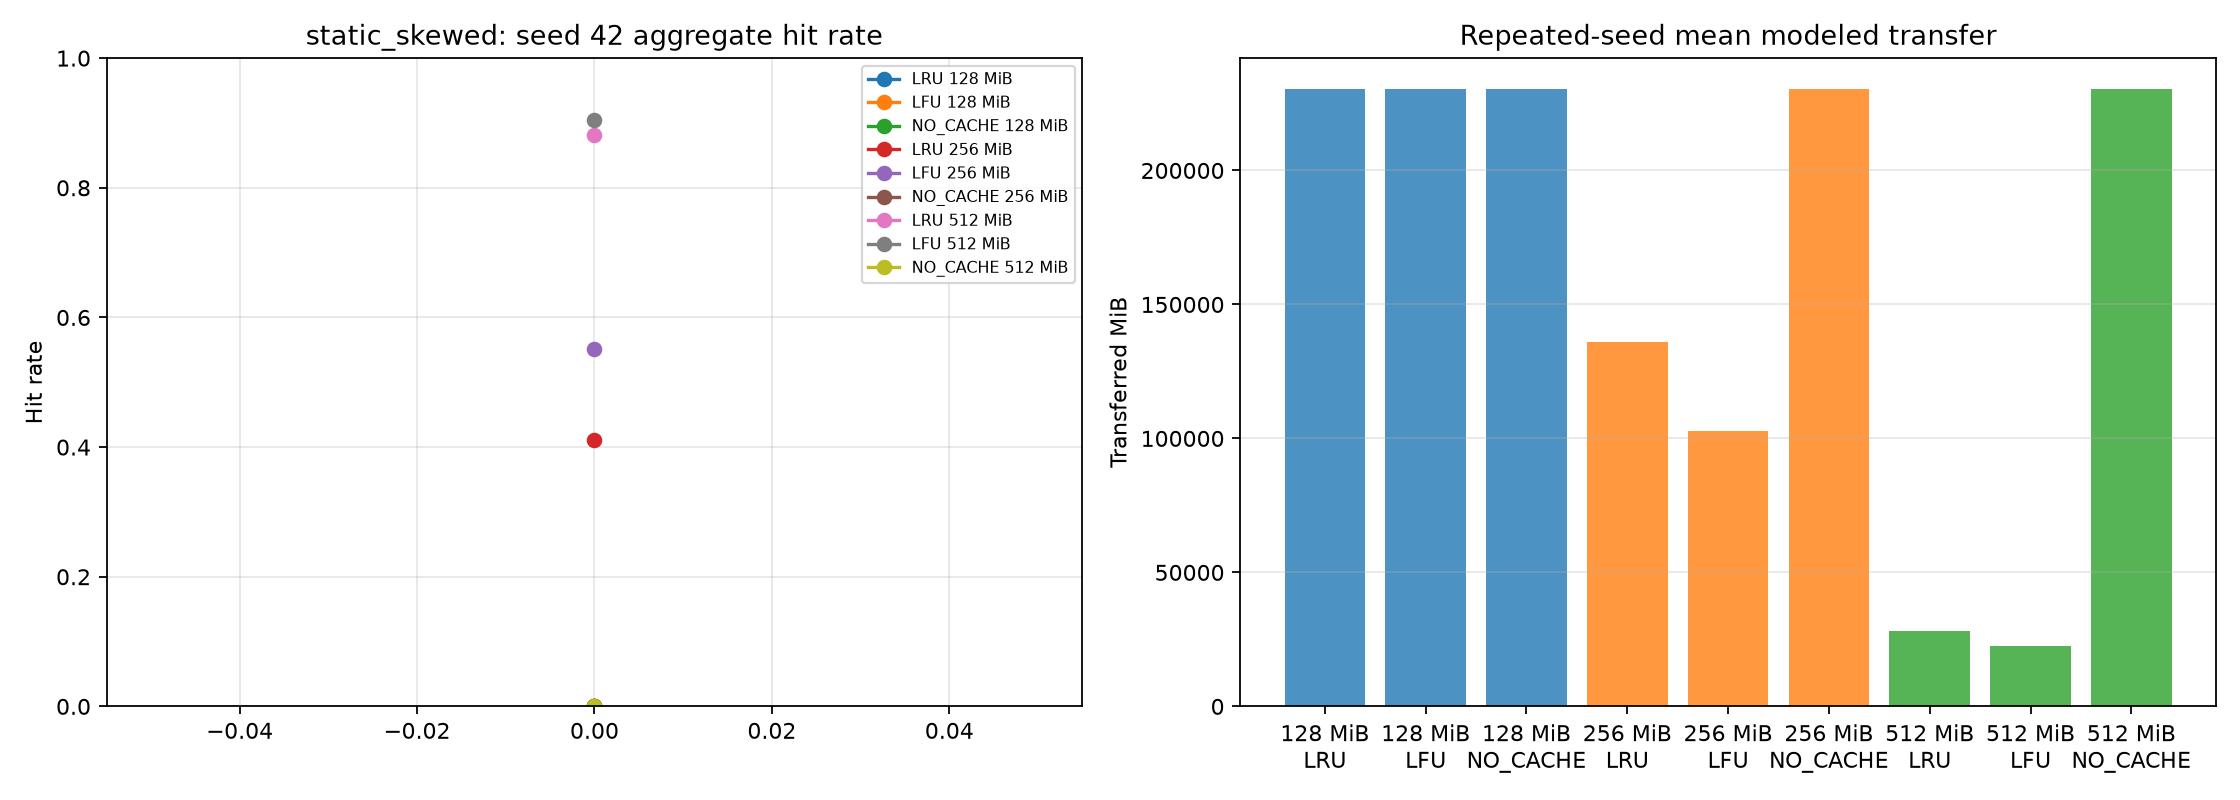 static_skewed: seed 42 aggregate hit rate
Hit rate
1.0
0.8
0.6
0.4
0.2
0.0
−0.04
−0.02
0.00
0.02
0.04
LRU 128 MiB
LFU 128 MiB
NO_CACHE 128 MiB
LRU 256 MiB
LFU 256 MiB
NO_CACHE 256 MiB
LRU 512 MiB
LFU 512 MiB
NO_CACHE 512 MiB
Repeated-seed mean modeled transfer
Transferred MiB
200000
150000
100000
50000
0
128 MiB
LRU
128 MiB
LFU
128 MiB
NO_CACHE
256 MiB
LRU
256 MiB
LFU
256 MiB
NO_CACHE
512 MiB
LRU
512 MiB
LFU
512 MiB
NO_CACHE